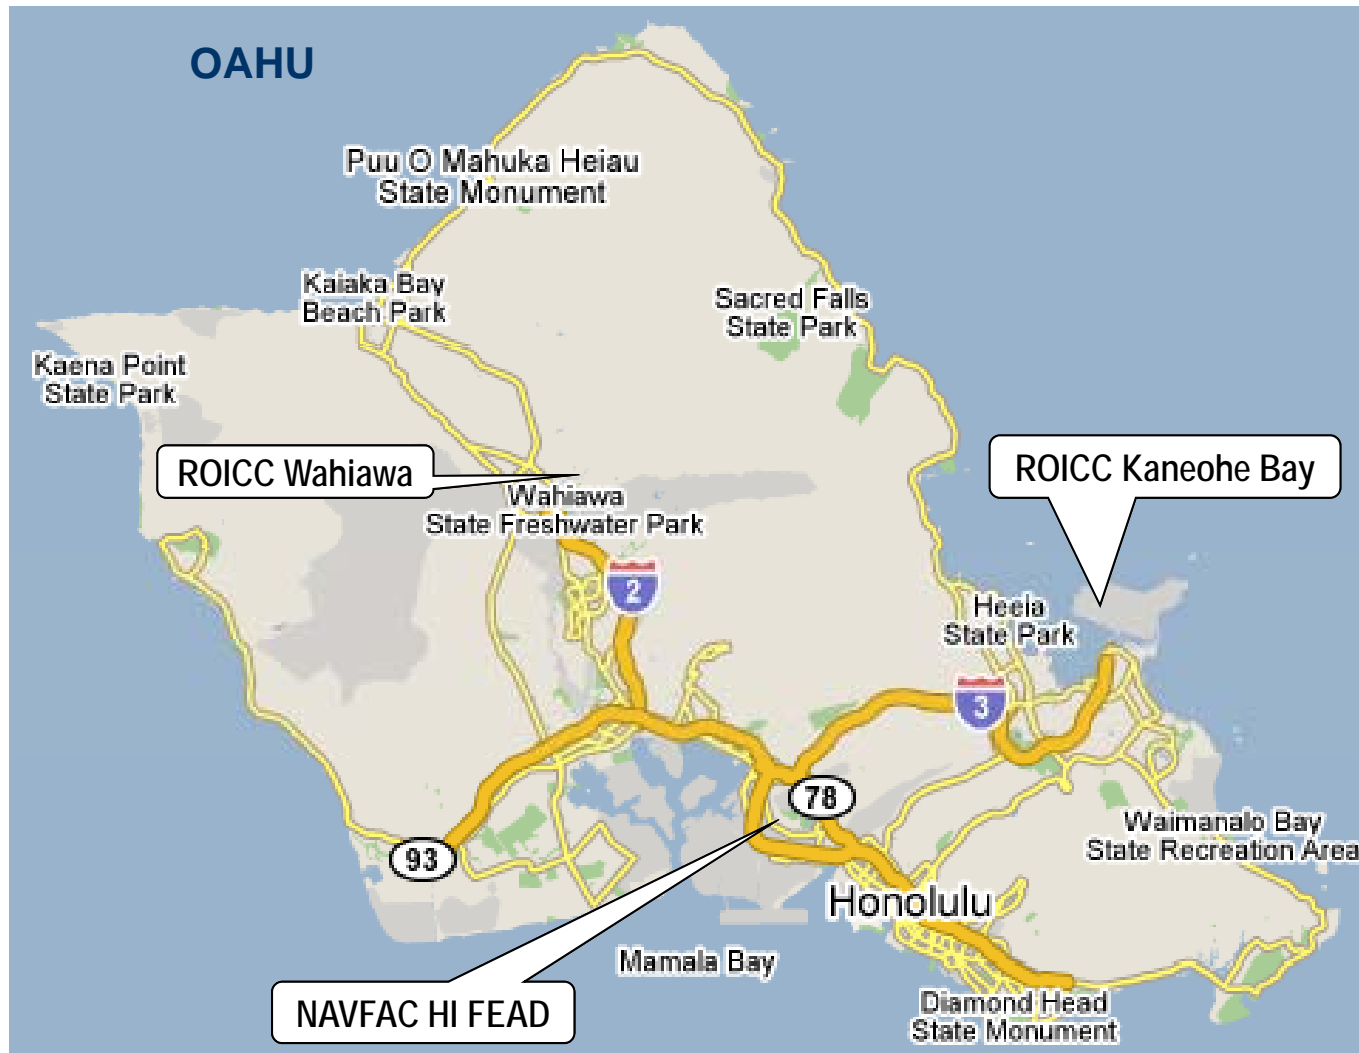 OAHU
Puu O Mahuka Heiau
State Monument
Kaiaka Bay
Beach Park
Sacred Falls
State Park
Kaena Point
State Park
ROICC Wahiawa
ROICC Kaneohe Bay
Wahiawa
State Freshwater Park
2
Heeia
State Park
3
78
93
Waimanalo Bay
State Recreation Area
Honolulu
Mamala Bay
NAVFAC HI FEAD
Diamond Head
State Monument